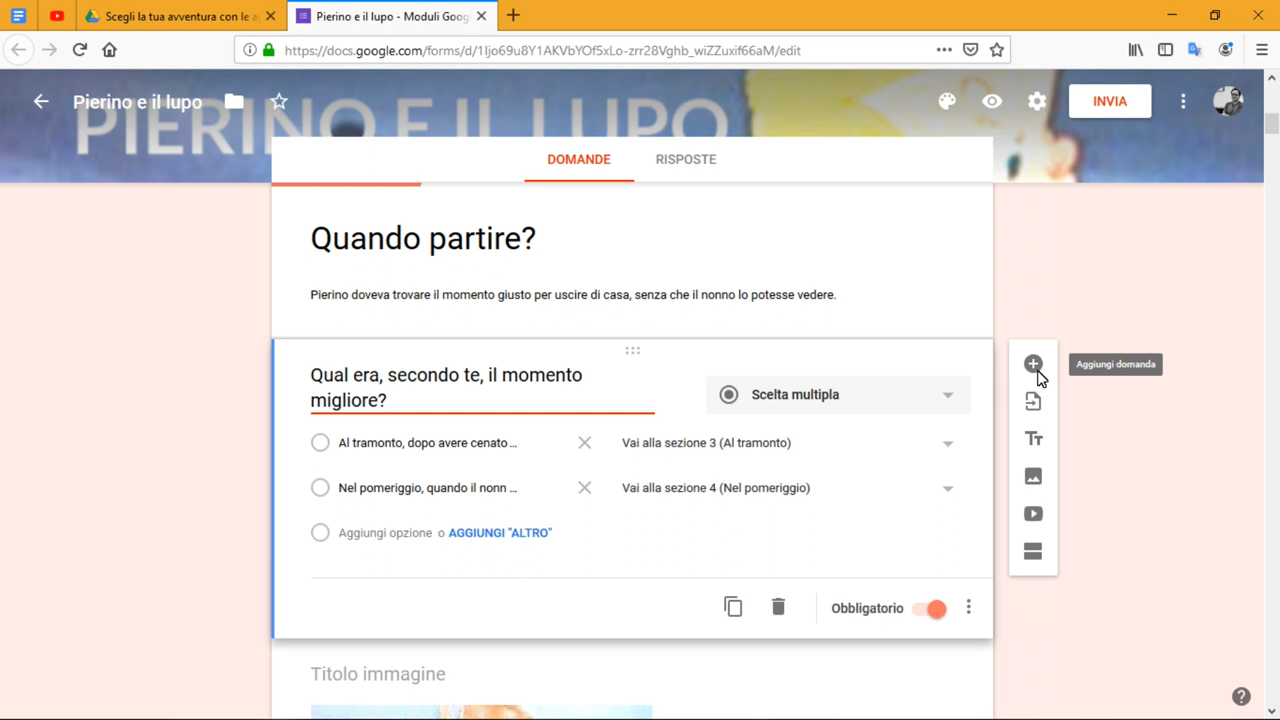 Scegli la tua avventura con le a
Pierino e il lupo - Moduli Goog
https://docs.google.com/forms/d/1Ijo69u8Y1AKVbYOf5xLo-zrr28Vghb_wiZZuxif66aM/edit
PIERINO E IL LUPO
Pierino e il lupo
INVIA
DOMANDE
RISPOSTE
Quando partire?
Pierino doveva trovare il momento giusto per uscire di casa, senza che il nonno lo potesse vedere.
Qual era, secondo te, il momento
migliore?
Scelta multipla
Aggiungi domanda
Al tramonto, dopo avere cenato ...
Vai alla sezione 3 (Al tramonto)
Nel pomeriggio, quando il nonn ...
Vai alla sezione 4 (Nel pomeriggio)
Aggiungi opzione o AGGIUNGI "ALTRO"
Tт
Obbligatorio
Titolo immagine